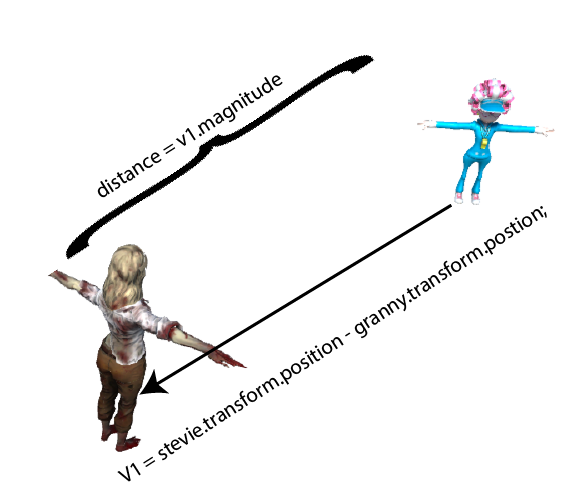 distance = v1.magnitude
V1 = stevie.transform.position - granny.transform.postion;